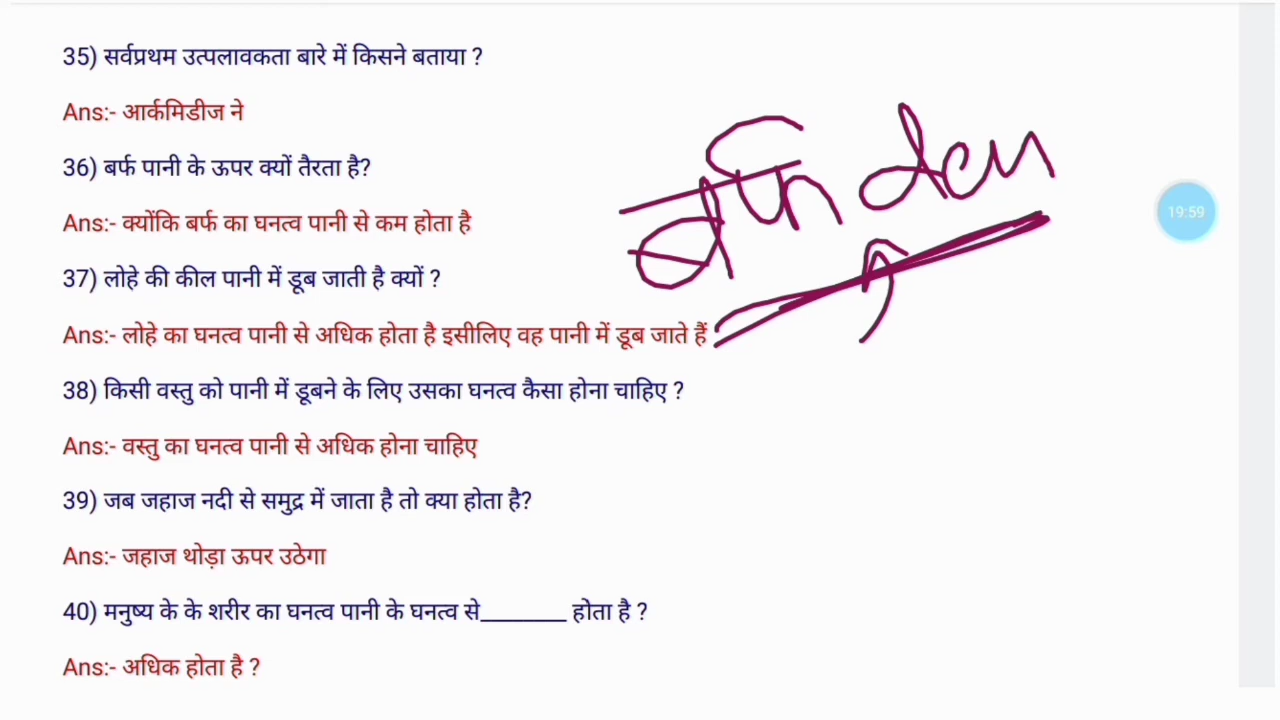 35) सर्वप्रथम उत्पलावकता बारे में किसने बताया ?
Ans:- आर्कमिडीज ने
36) बर्फ पानी के ऊपर क्यों तैरता है?
Ans:- क्योंकि बर्फ का घनत्व पानी से कम होता है
37) लोहे की कील पानी में डूब जाती है क्यों ?
Ans:- लोहे का घनत्व पानी से अधिक होता है इसीलिए वह पानी में डूब जाते हैं
38) किसी वस्तु को पानी में डूबने के लिए उसका घनत्व कैसा होना चाहिए ?
Ans:- वस्तु का घनत्व पानी से अधिक होना चाहिए
39) जब जहाज नदी से समुद्र में जाता है तो क्या होता है?
Ans:- जहाज थोड़ा ऊपर उठेगा
40) मनुष्य के के शरीर का घनत्व पानी के घनत्व से_______ होता है ?
Ans:- अधिक होता है ?
बर्फ
19:59